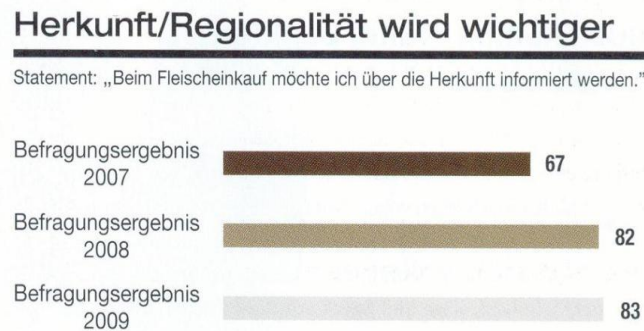 Herkunft/Regionalität wird wichtiger
Statement: „Beim Fleischeinkauf möchte ich über die Herkunft informiert werden."
Befragungsergebnis
2007
67
Befragungsergebnis
2008
82
Befragungsergebnis
2009
83